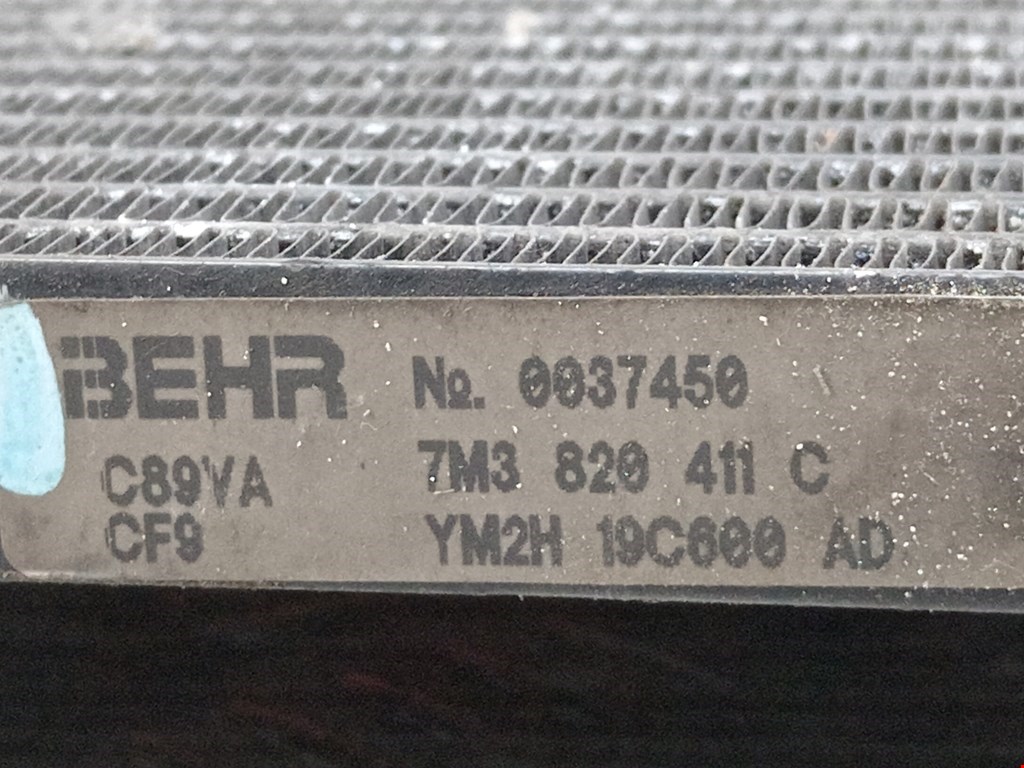 BEHR № 0037450
C89VA 7M3 820 411 C
CF9 YM2H 19C600 AD